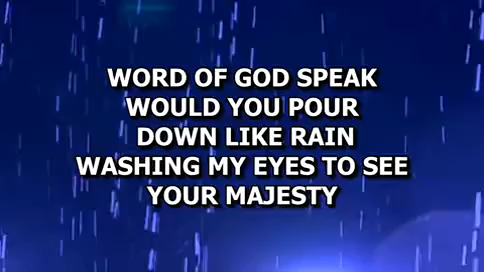 WORD OF GOD SPEAK
WOULD YOU POUR
DOWN LIKE RAIN
WASHING MY EYES TO SEE
YOUR MAJESTY